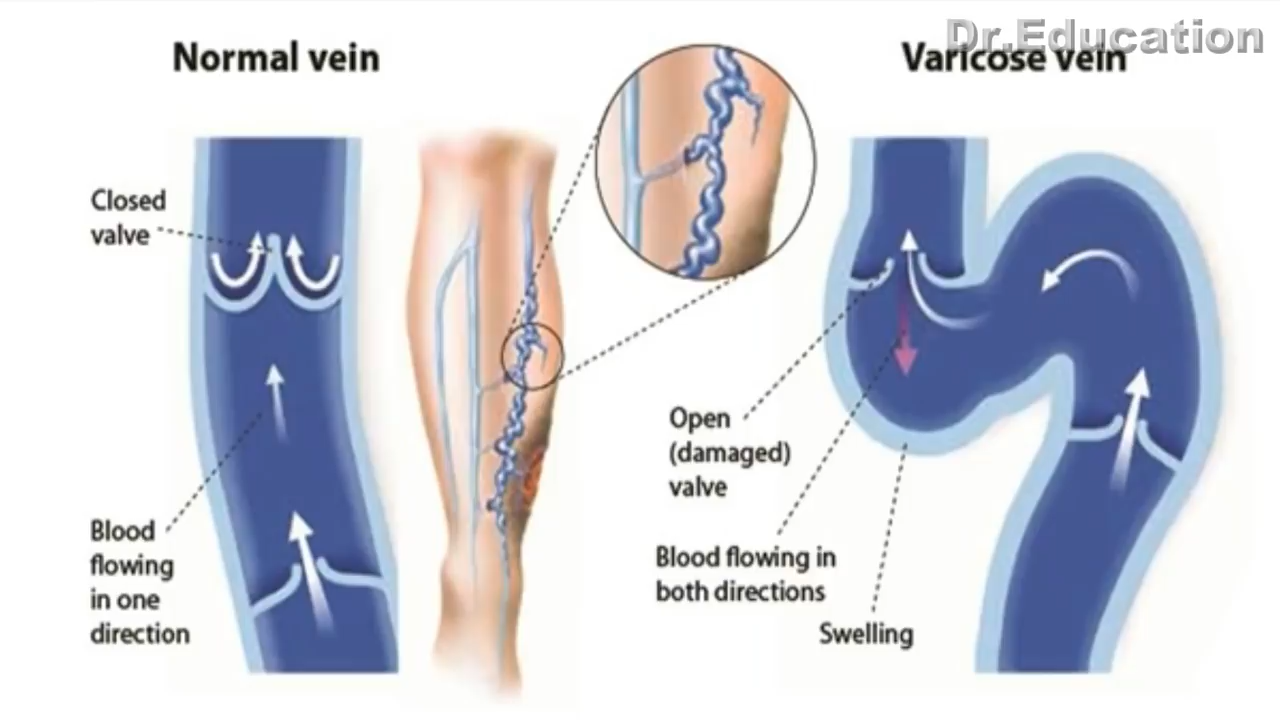 Dr.Education
Normal vein
Varicose vein
Closed
valve
Open
(damaged)
valve
Blood
flowing
in one
direction
Blood flowing in
both directions
Swelling